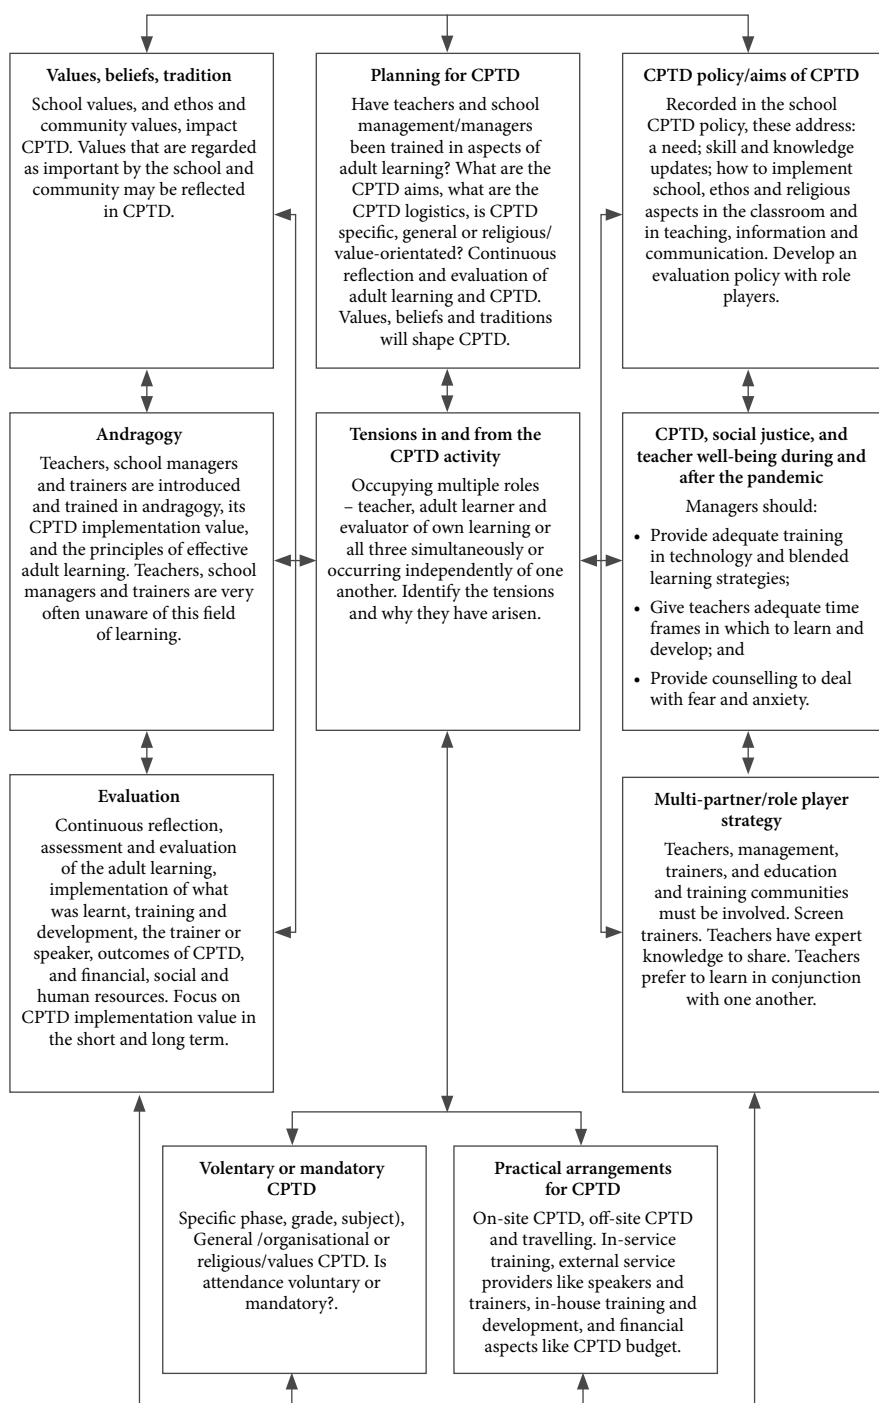 Values, beliefs, tradition
School values, and ethos and
community values, impact
CPTD. Values that are regarded
as important by the school and
community may be reflected
in CPTD.
Planning for CPTD
Have teachers and school
management/managers
been trained in aspects of
adult learning? What are the
CPTD aims, what are the
CPTD logistics, is CPTD
specific, general or religious/
value-orientated? Continuous
reflection and evaluation of
adult learning and CPTD.
Values, beliefs and traditions
will shape CPTD.
CPTD policy/aims of CPTD
Recorded in the school
CPTD policy, these address:
a need; skill and knowledge
updates; how to implement
school, ethos and religious
aspects in the classroom and
in teaching, information and
communication. Develop an
evaluation policy with role
players.
Andragogy
Teachers, school managers
and trainers are introduced
and trained in andragogy, its
CPTD implementation value,
and the principles of effective
adult learning. Teachers, school
managers and trainers are very
often unaware of this field
of learning.
Tensions in and from the
CPTD activity
Occupying multiple roles
– teacher, adult learner and
evaluator of own learning or
all three simultaneously or
occurring independently of one
another. Identify the tensions
and why they have arisen.
CPTD, social justice, and
teacher well-being during and
after the pandemic
Managers should:
• Provide adequate training
in technology and blended
learning strategies;
• Give teachers adequate time
frames in which to learn and
develop; and
• Provide counselling to deal
with fear and anxiety.
Evaluation
Continuous reflection,
assessment and evaluation
of the adult learning,
implementation of what
was learnt, training and
development, the trainer or
speaker, outcomes of CPTD,
and financial, social and
human resources. Focus on
CPTD implementation value in
the short and long term.
Multi-partner/role player
strategy
Teachers, management,
trainers, and education
and training communities
must be involved. Screen
trainers. Teachers have expert
knowledge to share. Teachers
prefer to learn in conjunction
with one another.
Volentary or mandatory
CPTD
Specific phase, grade, subject),
General /organisational or
religious/values CPTD. Is
attendance voluntary or
mandatory?.
Practical arrangements
for CPTD
On-site CPTD, off-site CPTD
and travelling. In-service
training, external service
providers like speakers and
trainers, in-house training and
development, and financial
aspects like CPTD budget.